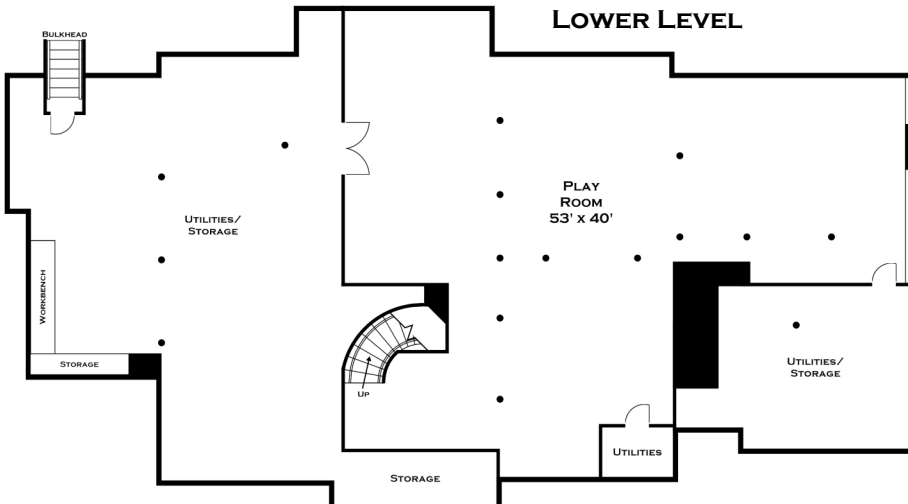 LOWER LEVEL
BULKHEAD
UTILITIES/
STORAGE
PLAY
ROOM
53' x 40'
WORKBENCH
STORAGE
UP
UTILITIES/
STORAGE
UTILITIES
STORAGE